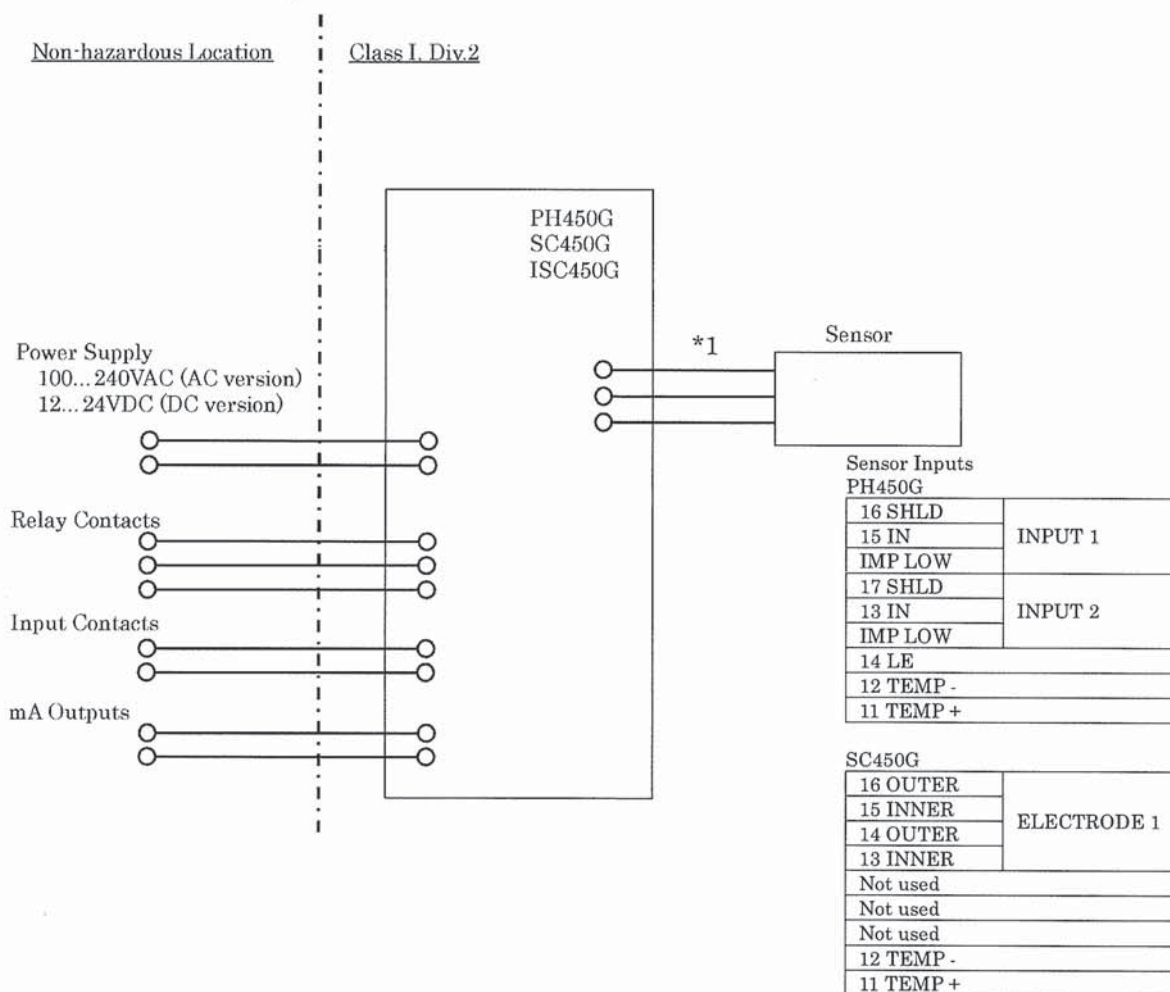 Non-hazardous Location
Class I. Div.2
PH450G
SC450G
ISC450G
*1
Sensor
Power Supply
100...240VAC (AC version)
12...24VDC (DC version)
Relay Contacts
Input Contacts
mA Outputs
Sensor Inputs
PH450G
16 SHLD
15 IN
IMP LOW
INPUT 1
17 SHLD
13 IN
IMP LOW
INPUT 2
14 LE
12 TEMP -
11 TEMP +
SC450G
16 OUTER
15 INNER
14 OUTER
13 INNER
ELECTRODE 1
Not used
Not used
Not used
12 TEMP -
11 TEMP +